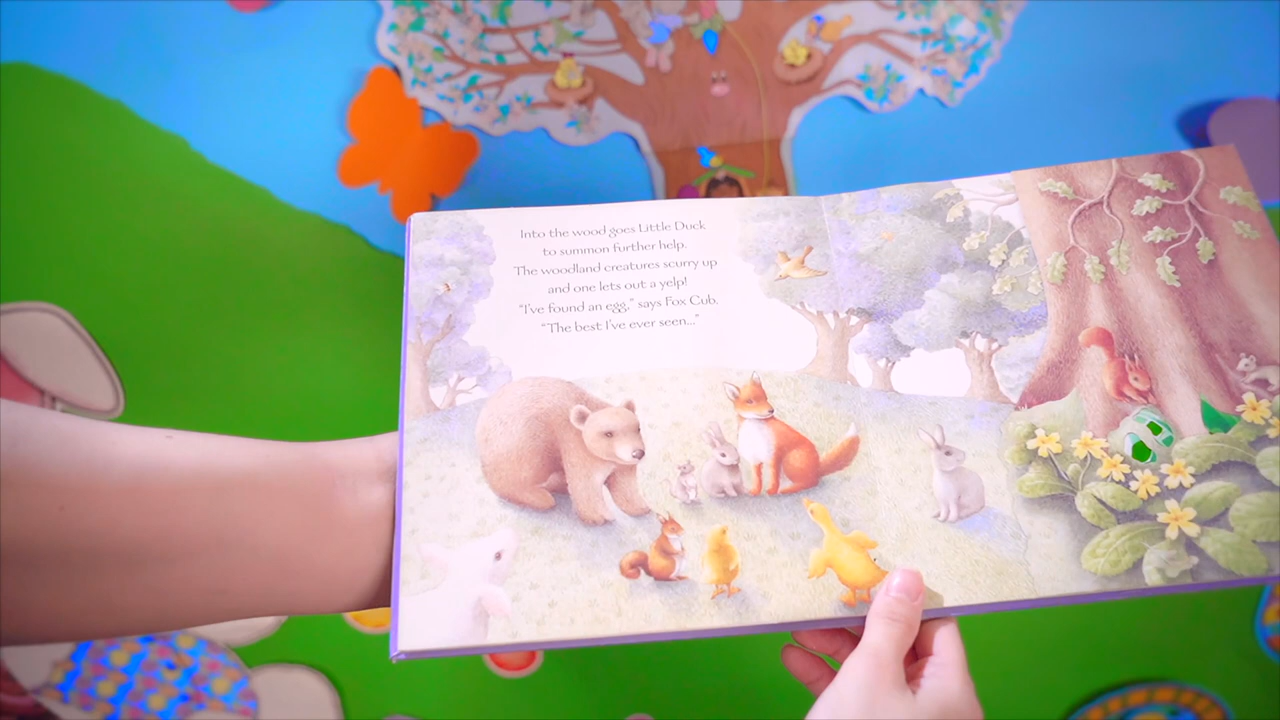 Into the wood goes Little Duck
to summon further help.
The woodland creatures scurry up
and one lets out a yelp!
"I've found an egg," says Fox Cub.
"The best I've ever seen..."